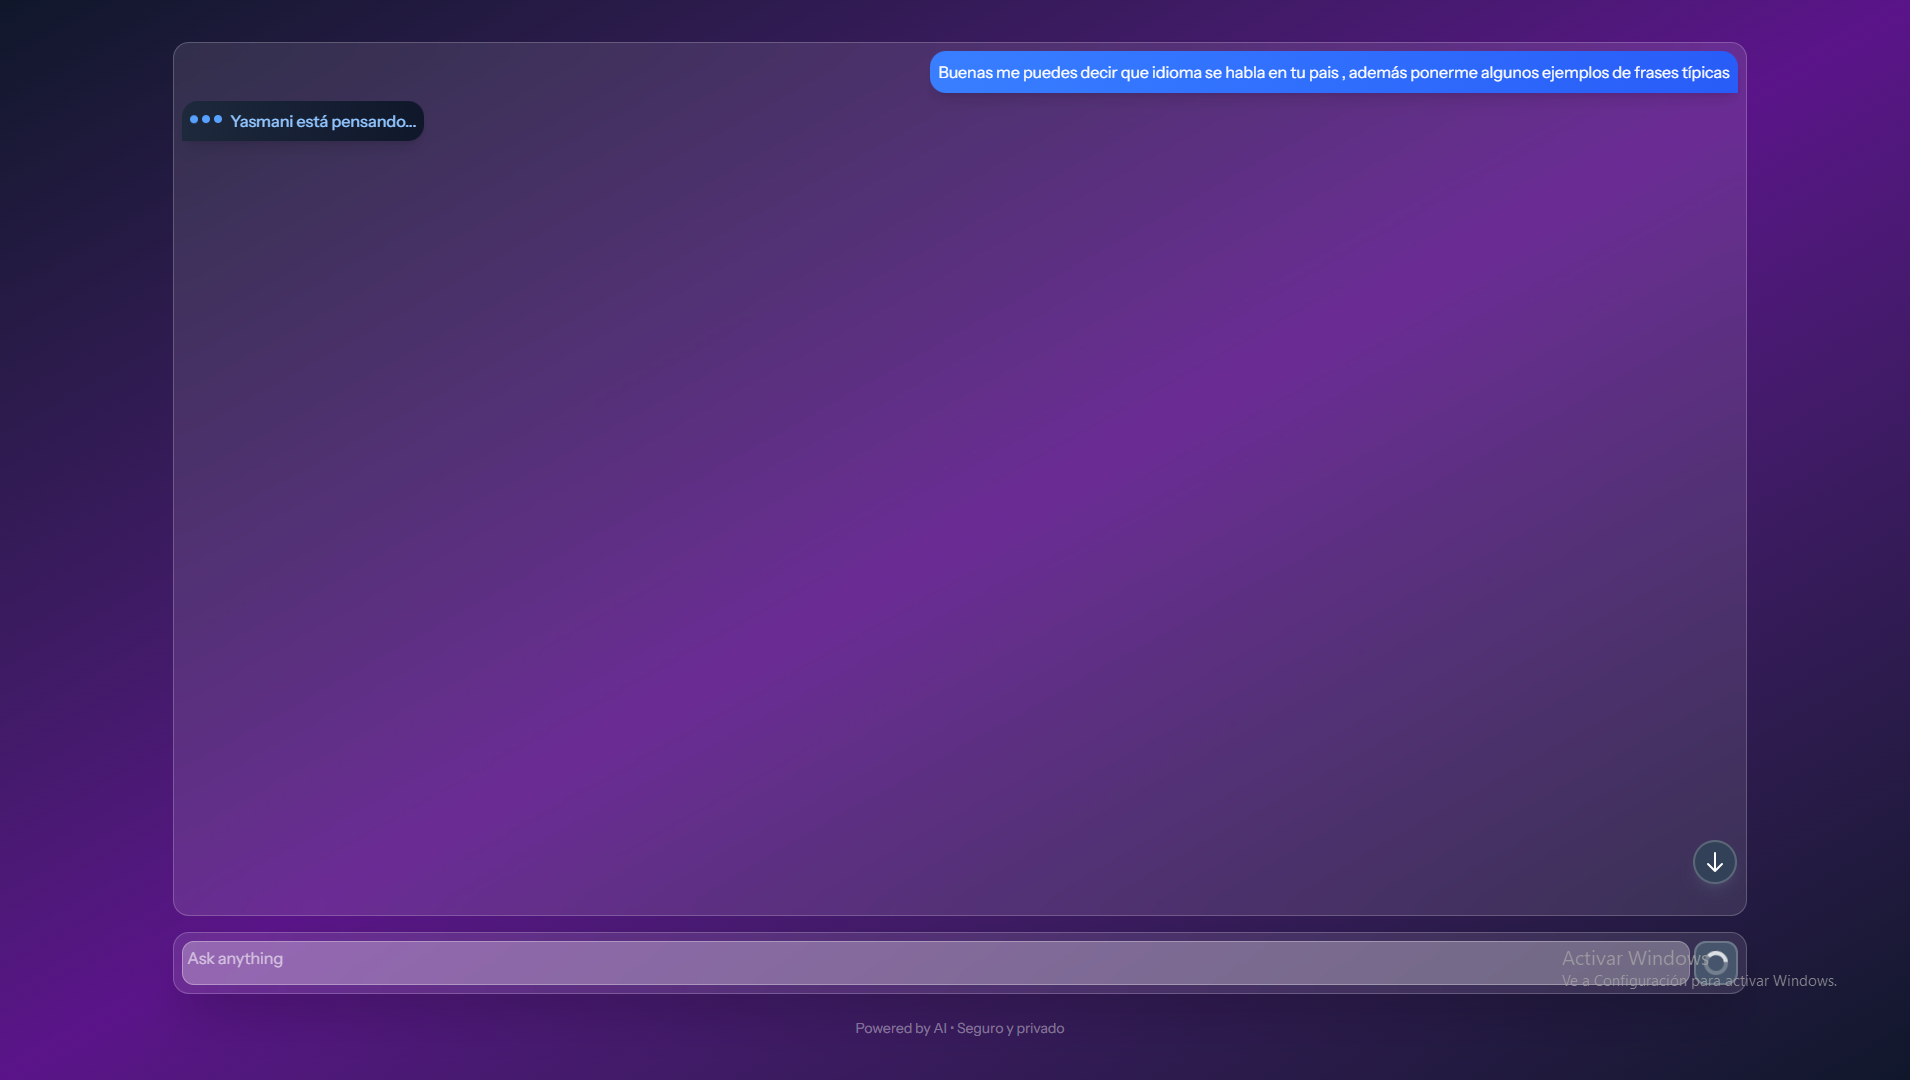 Buenas me puedes decir que idioma se habla en tu pais , además ponerme algunos ejemplos de frases típicas
Yasmani está pensando...
Ask anything
Activar Windows
Ve a Configuración para activar Windows.
Powered by AI • Seguro y privado